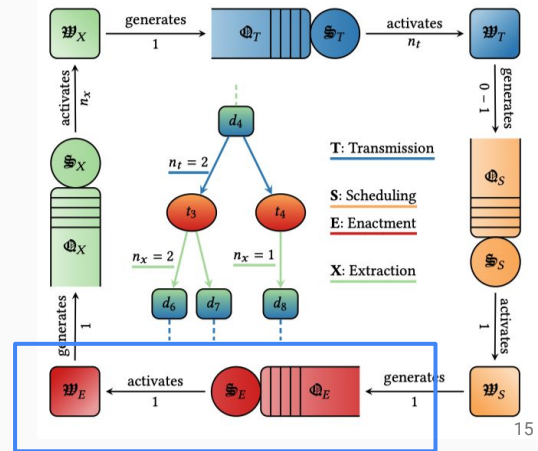 𝔚X
generates
1
𝔔T
𝔖T
activates
nt
𝔚T
activates
nx
generates
0 – 1
𝔖X
𝔔X
d4
nt = 2
t3
t4
nx = 2
nx = 1
d6
d7
d8
T: Transmission
S: Scheduling
E: Enactment
X: Extraction
𝔔S
𝔖S
generates
1
activates
1
𝔚E
activates
1
𝔖E
𝔔E
generates
1
𝔚S
15